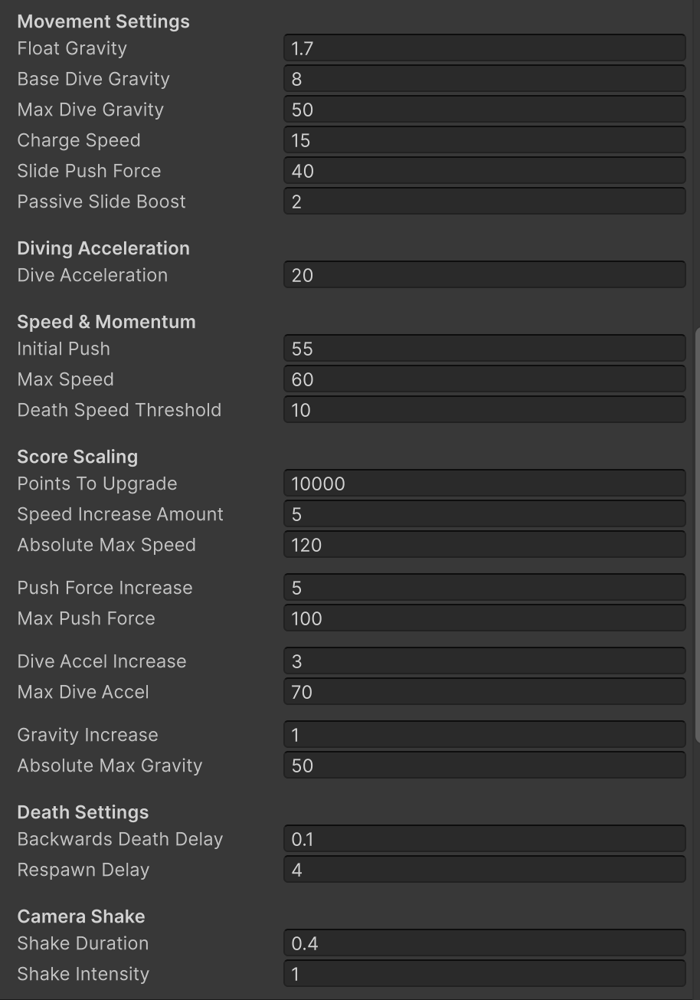 Movement Settings
Float Gravity 1.7
Base Dive Gravity 8
Max Dive Gravity 50
Charge Speed 15
Slide Push Force 40
Passive Slide Boost 2
Diving Acceleration
Dive Acceleration 20
Speed & Momentum
Initial Push 55
Max Speed 60
Death Speed Threshold 10
Score Scaling
Points To Upgrade 10000
Speed Increase Amount 5
Absolute Max Speed 120
Push Force Increase 5
Max Push Force 100
Dive Accel Increase 3
Max Dive Accel 70
Gravity Increase 1
Absolute Max Gravity 50
Death Settings
Backwards Death Delay 0.1
Respawn Delay 4
Camera Shake
Shake Duration 0.4
Shake Intensity 1